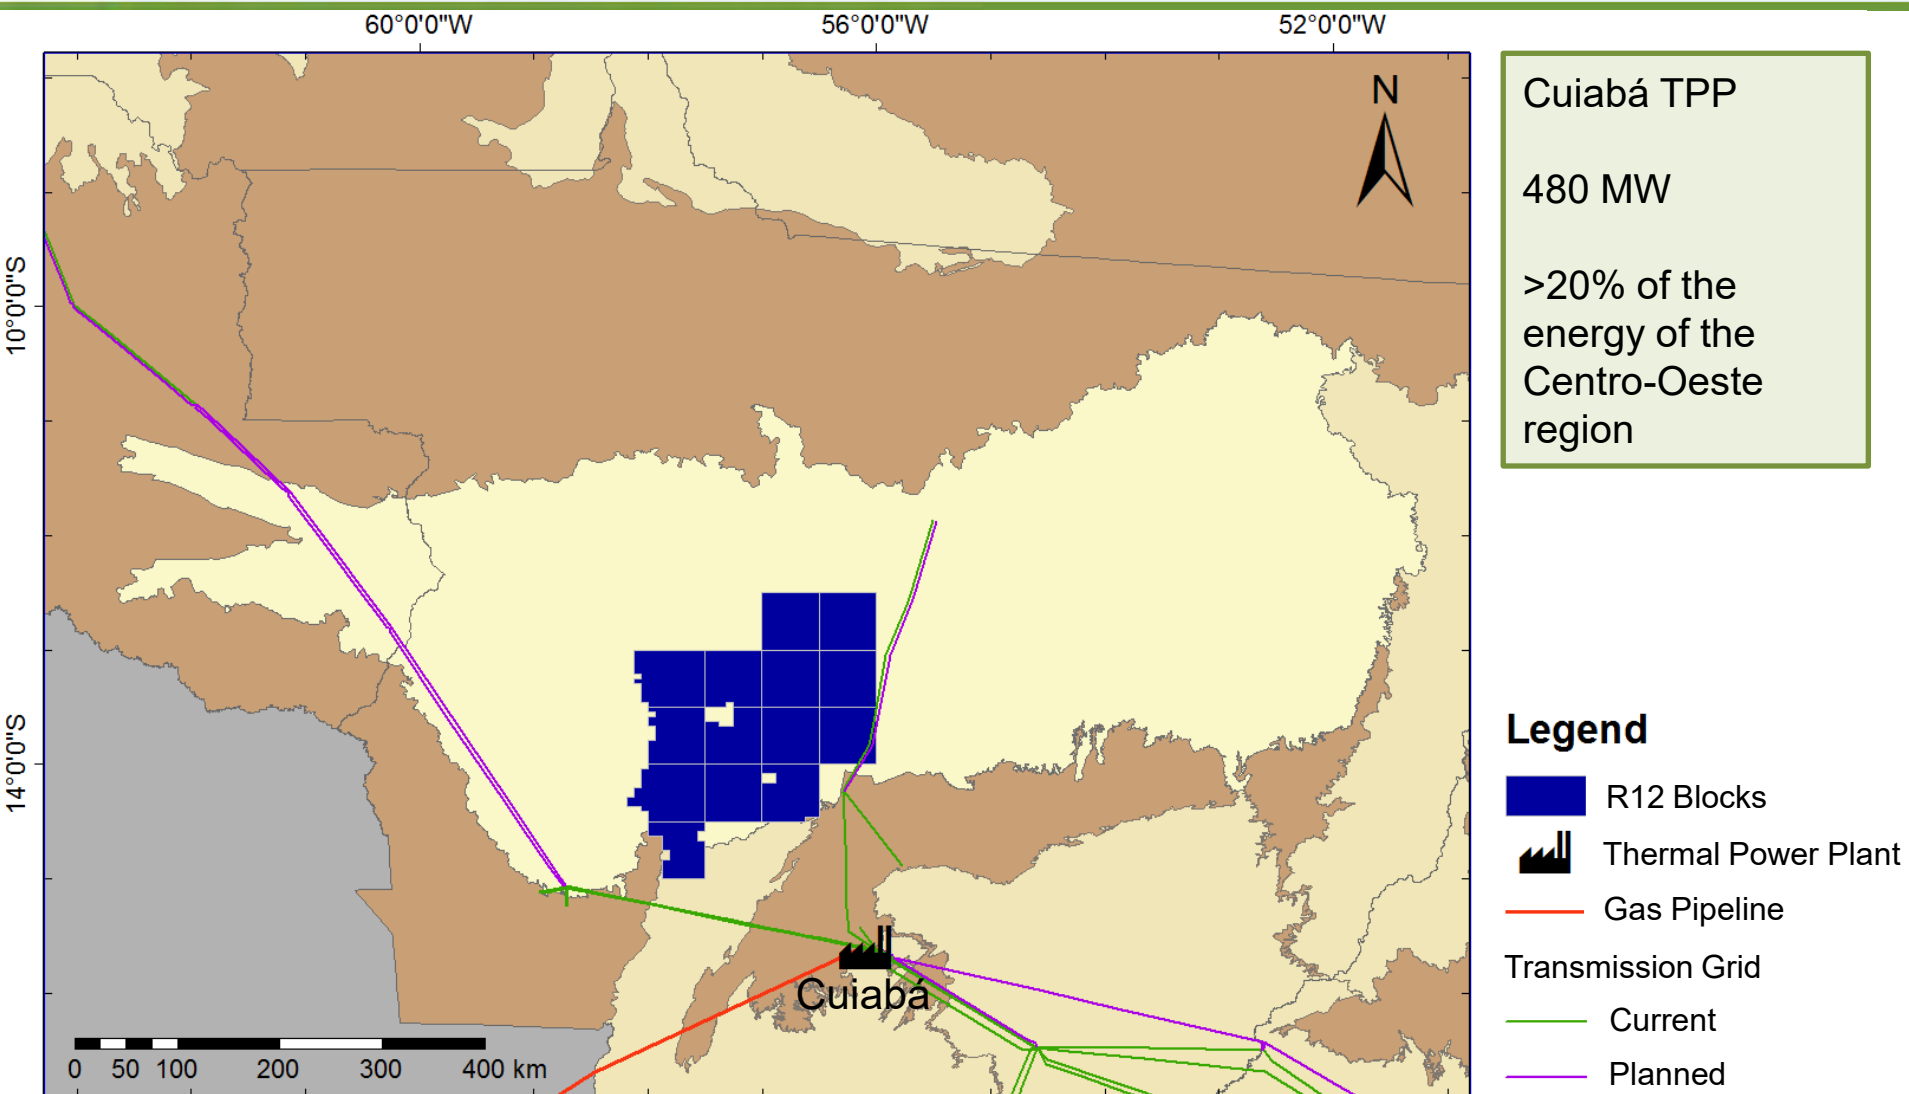 60°0'0"W
56°0'0"W
52°0'0"W
10°0'0"S
14°0'0"S
N
Cuiabá
0 50 100 200 300 400 km
Cuiabá TPP
480 MW
>20% of the
energy of the
Centro-Oeste
region
Legend
R12 Blocks
Thermal Power Plant
Gas Pipeline
Transmission Grid
Current
Planned